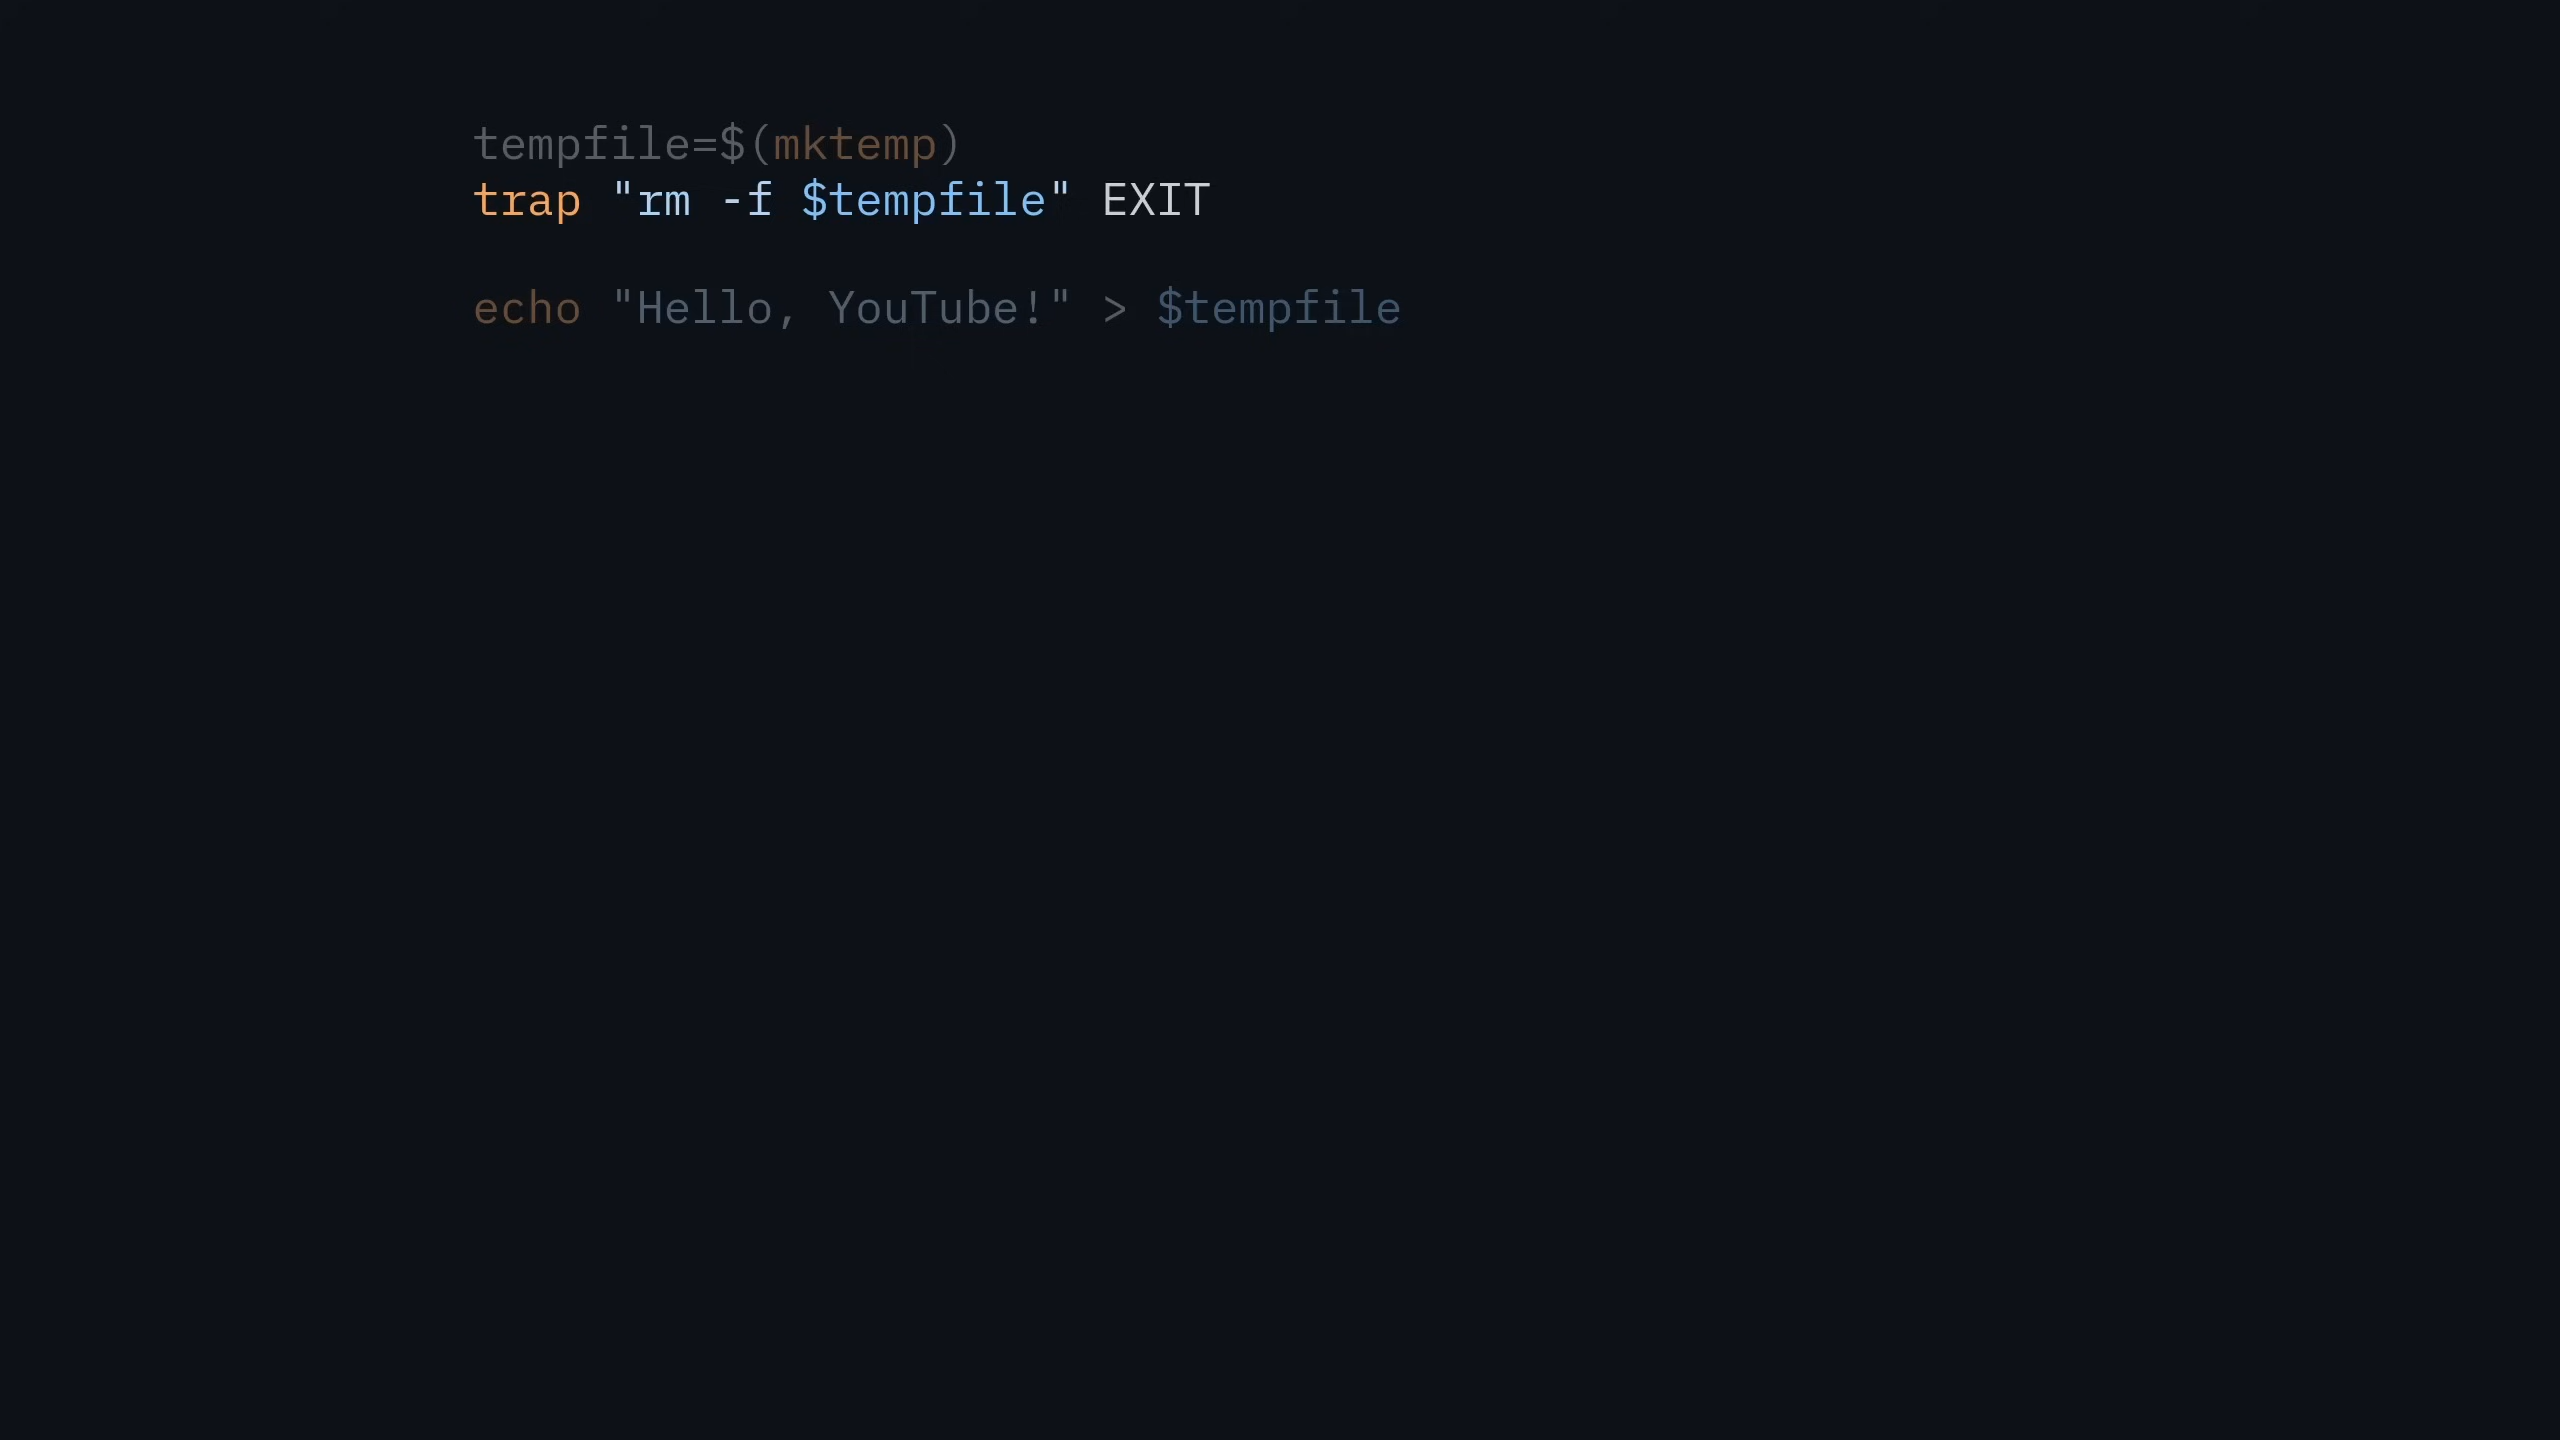 tempfile=$(mktemp)
trap "rm -f $tempfile" EXIT
echo "Hello, YouTube!" > $tempfile